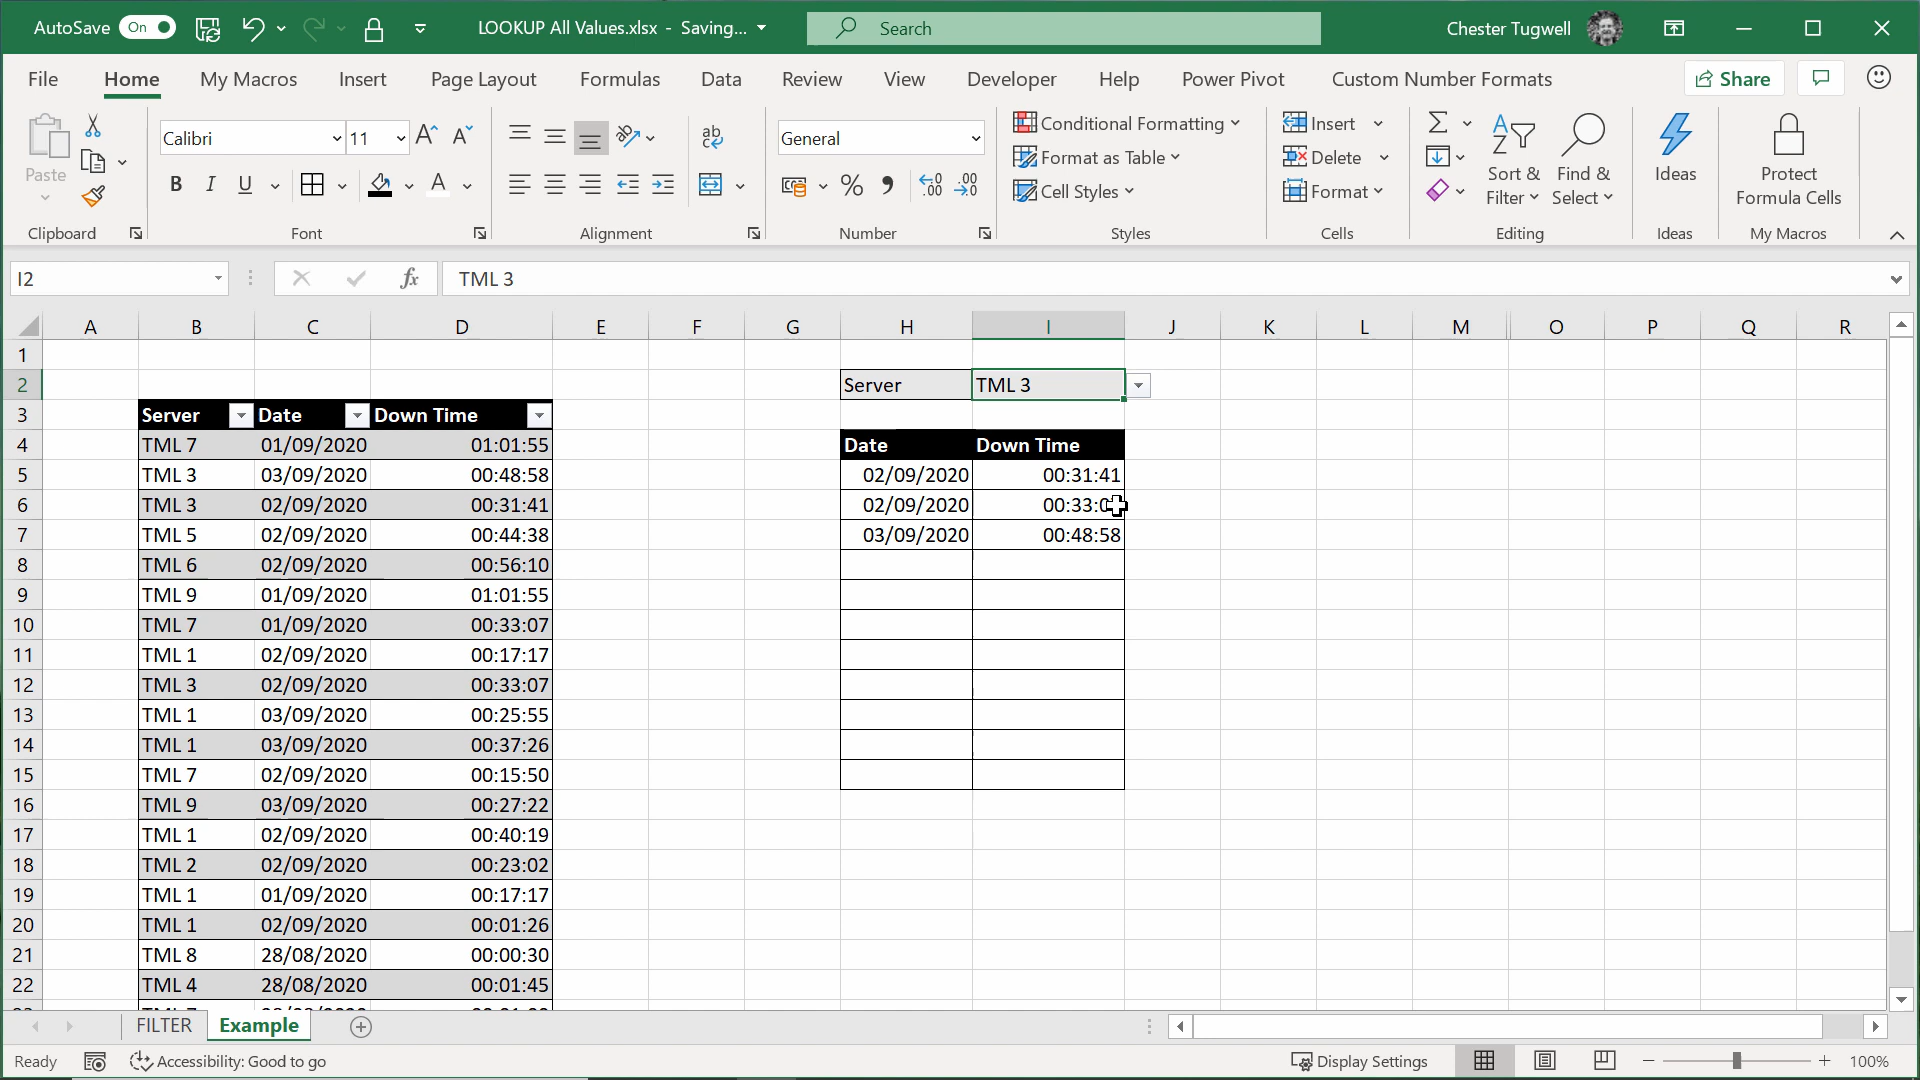 AutoSave On LOOKUP All Values.xlsx - Saving... Search Chester Tugwell
File Home My Macros Insert Page Layout Formulas Data Review View Developer Help Power Pivot Custom Number Formats Share
Paste
Clipboard
Calibri 11
B I U A
Font
ab
Alignment
General
% .00
Number
Conditional Formatting
Format as Table
Cell Styles
Styles
Insert
Delete
Format
Cells
Sort & Filter
Find & Select
Editing
Ideas
Ideas
Protect Formula Cells
My Macros
I2 fx TML 3
A B C D E F G H I J K L M O P Q R
1
2 Server TML 3
3 Server Date Down Time
4 TML 7 01/09/2020 01:01:55 Date Down Time
5 TML 3 03/09/2020 00:48:58 02/09/2020 00:31:41
6 TML 3 02/09/2020 00:31:41 02/09/2020 00:33:0
7 TML 5 02/09/2020 00:44:38 03/09/2020 00:48:58
8 TML 6 02/09/2020 00:56:10
9 TML 9 01/09/2020 01:01:55
10 TML 7 01/09/2020 00:33:07
11 TML 1 02/09/2020 00:17:17
12 TML 3 02/09/2020 00:33:07
13 TML 1 03/09/2020 00:25:55
14 TML 1 03/09/2020 00:37:26
15 TML 7 02/09/2020 00:15:50
16 TML 9 03/09/2020 00:27:22
17 TML 1 02/09/2020 00:40:19
18 TML 2 02/09/2020 00:23:02
19 TML 1 01/09/2020 00:17:17
20 TML 1 02/09/2020 00:01:26
21 TML 8 28/08/2020 00:00:30
22 TML 4 28/08/2020 00:01:45
FILTER Example
Ready Accessibility: Good to go Display Settings 100%